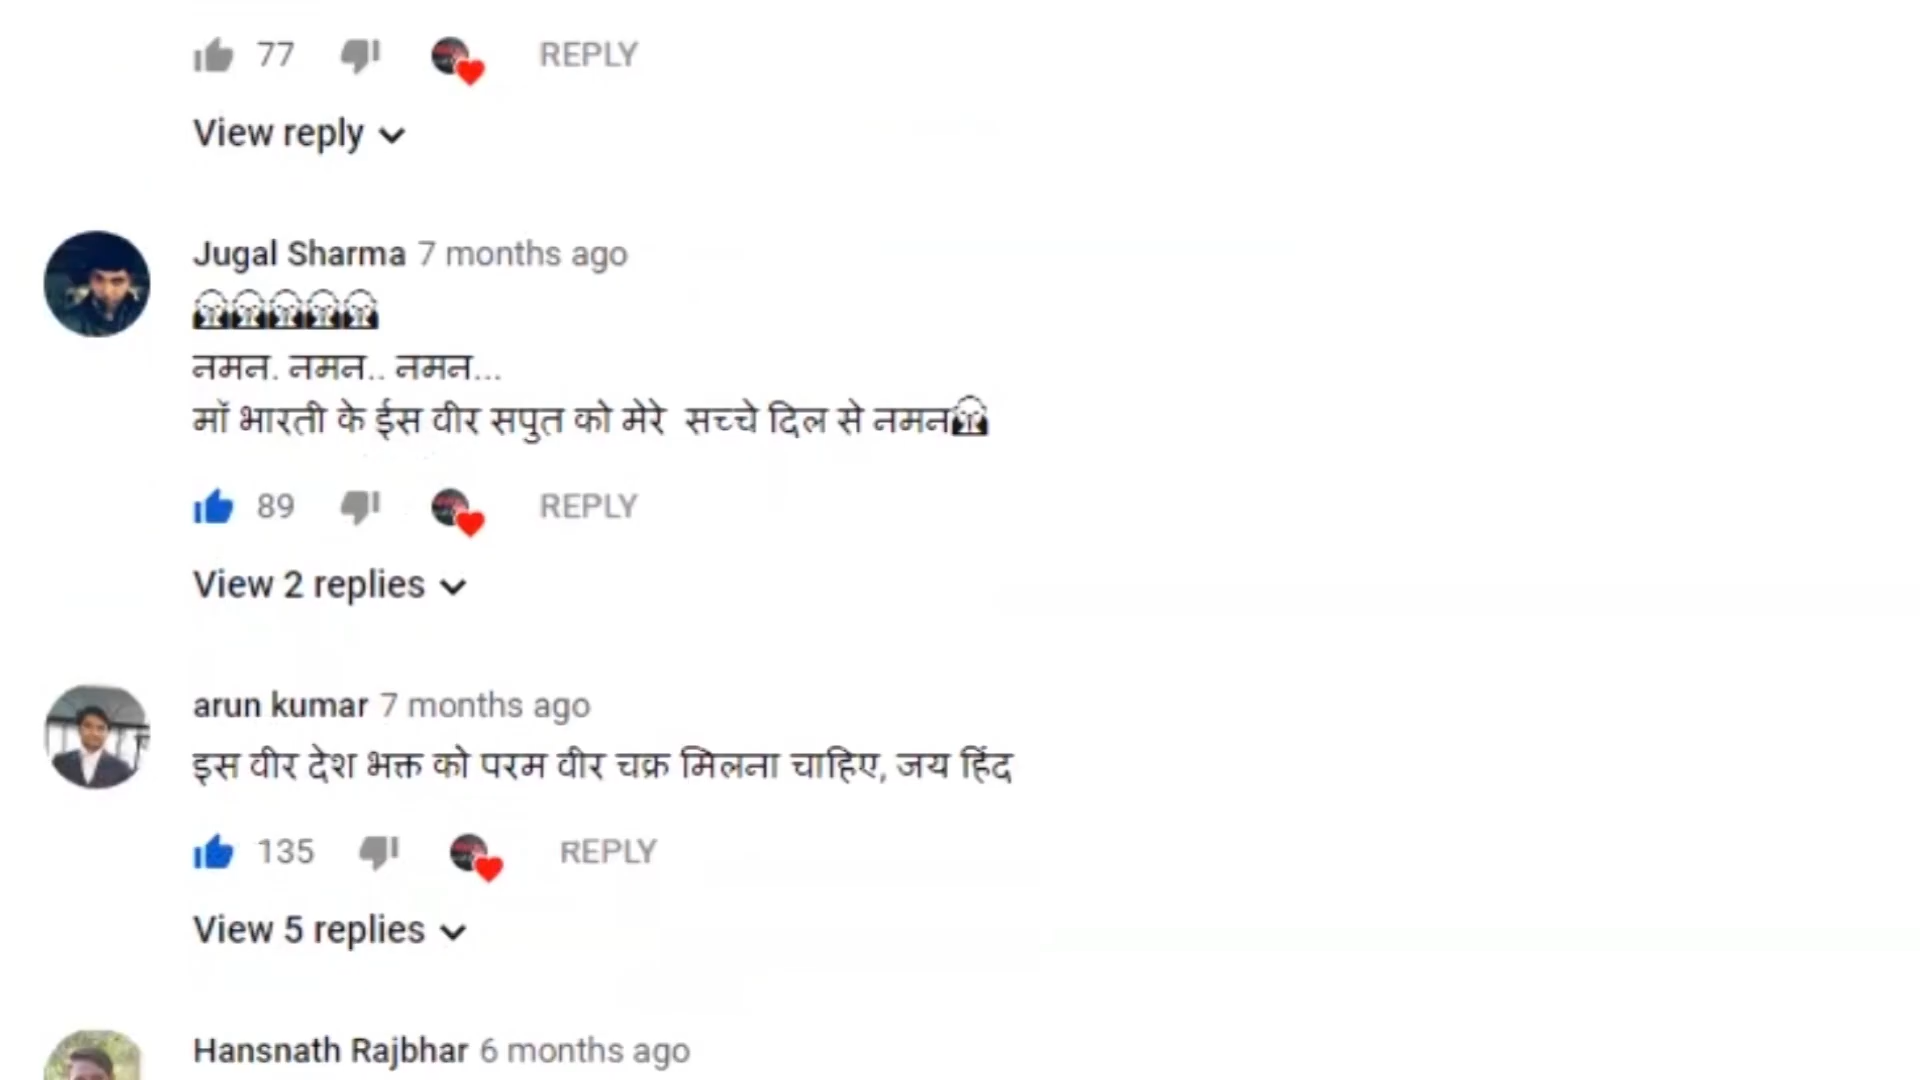 77 REPLY
View reply
Jugal Sharma 7 months ago
नमन. नमन.. नमन...
मॉ भारती के ईस वीर सपुत को मेरे सच्चे दिल से नमन
89 REPLY
View 2 replies
arun kumar 7 months ago
इस वीर देश भक्त को परम वीर चक्र मिलना चाहिए, जय हिंद
135 REPLY
View 5 replies
Hansnath Rajbhar 6 months ago